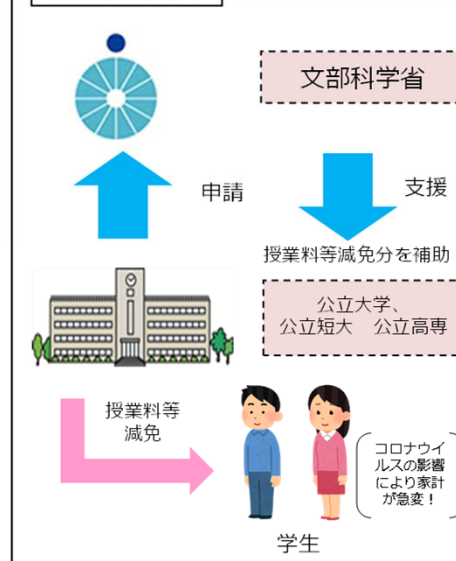 文部科学省
申請
支援
授業料等減免分を補助
公立大学、
公立短大　公立高専
授業料等
減免
コロナウイ
ルスの影響
により家計
が急変！
学生